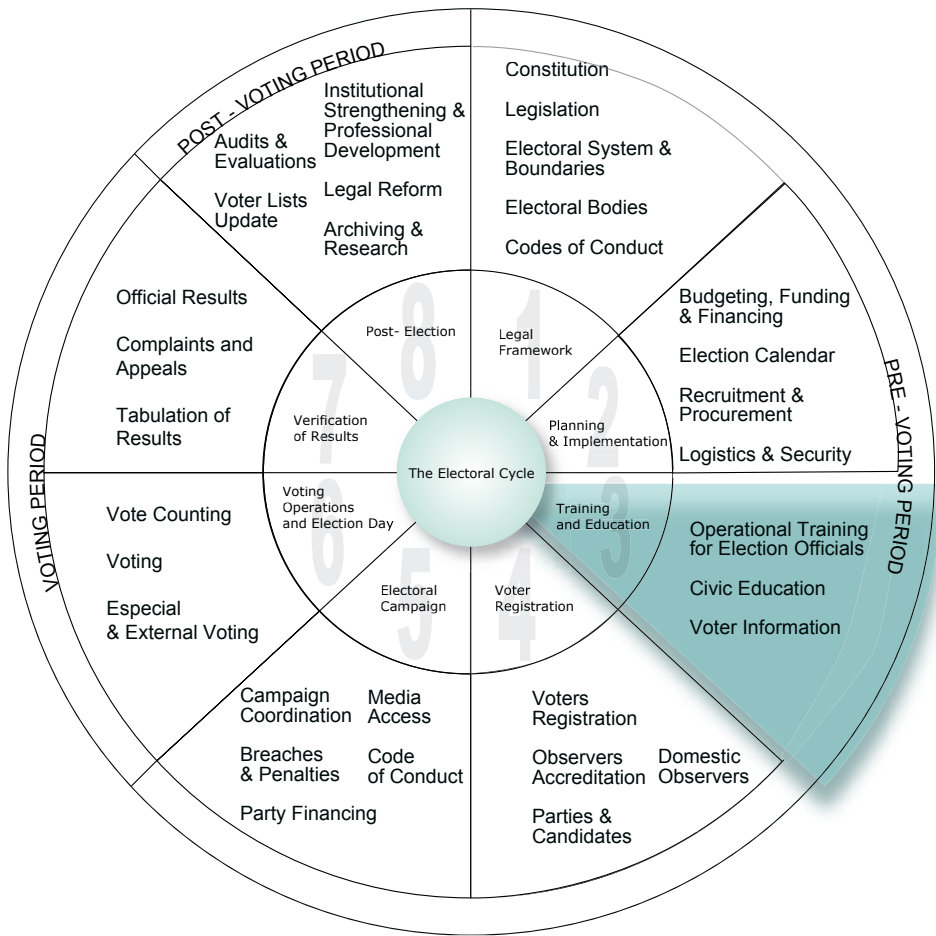 POST - VOTING PERIOD
PRE - VOTING PERIOD
VOTING PERIOD
The Electoral Cycle
1
Legal
Framework
Constitution
Legislation
Electoral System &
Boundaries
Electoral Bodies
Codes of Conduct
2
Planning
& Implementation
Budgeting, Funding
& Financing
Election Calendar
Recruitment &
Procurement
Logistics & Security
3
Training
and Education
Operational Training
for Election Officials
Civic Education
Voter Information
4
Voter
Registration
Voters
Registration
Observers
Accreditation
Domestic
Observers
Parties &
Candidates
5
Electoral
Campaign
Campaign
Coordination
Media
Access
Breaches
& Penalties
Code
of Conduct
Party Financing
6
Voting
Operations
and Election Day
Vote Counting
Voting
Especial
& External Voting
7
Verification
of Results
Official Results
Complaints and
Appeals
Tabulation of
Results
8
Post- Election
Audits &
Evaluations
Voter Lists
Update
Institutional
Strengthening &
Professional
Development
Legal Reform
Archiving &
Research